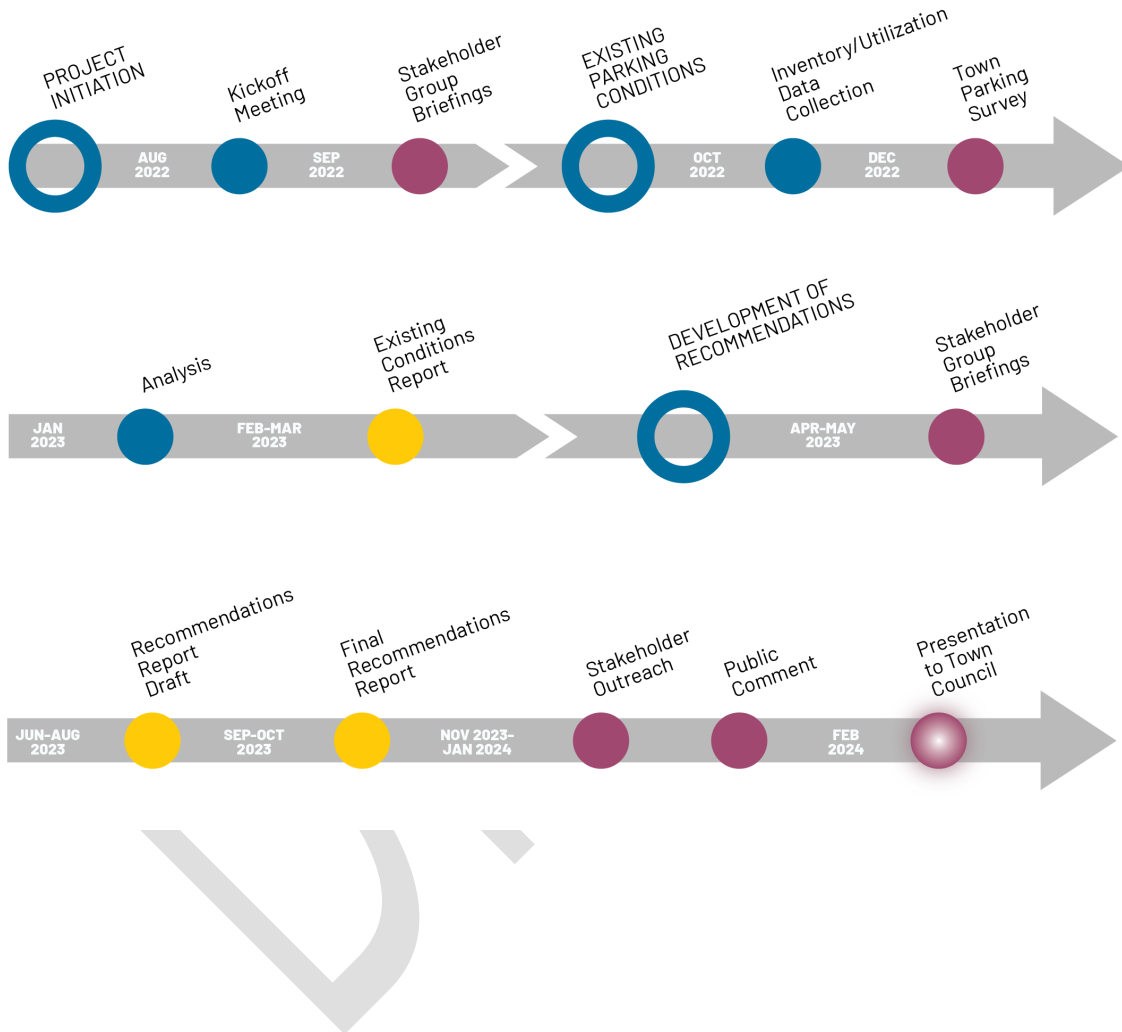 PROJECT
INITIATION
AUG
2022
Kickoff
Meeting
SEP
2022
Stakeholder
Group
Briefings
EXISTING
PARKING
CONDITIONS
OCT
2022
Inventory/Utilization
Data
Collection
DEC
2022
Town
Parking
Survey
JAN
2023
Analysis
FEB-MAR
2023
Existing
Conditions
Report
DEVELOPMENT OF
RECOMMENDATIONS
APR-MAY
2023
Stakeholder
Group
Briefings
JUN-AUG
2023
Recommendations
Report
Draft
SEP-OCT
2023
Final
Recommendations
Report
NOV 2023-
JAN 2024
Stakeholder
Outreach
Public
Comment
FEB
2024
Presentation
to Town
Council